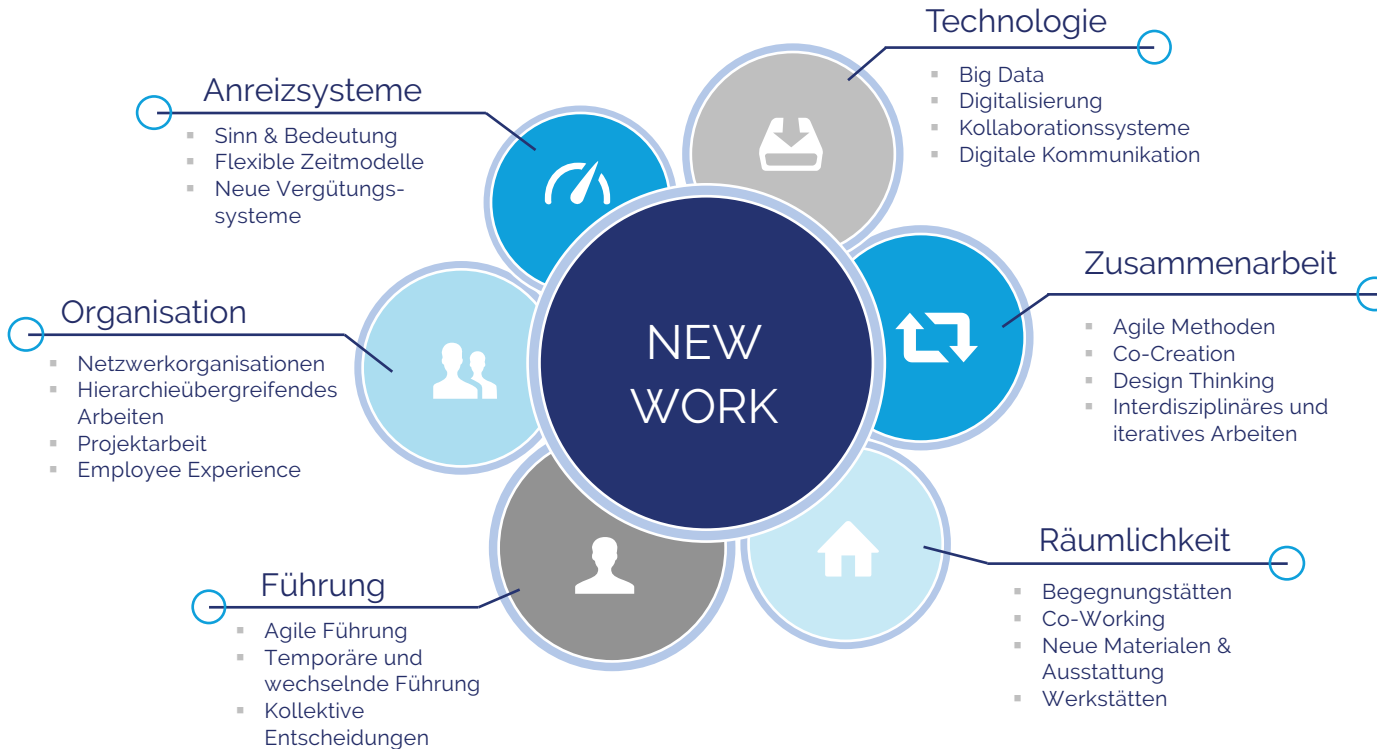 Technologie
Big Data
Digitalisierung
Kollaborationssysteme
Digitale Kommunikation
Anreizsysteme
Sinn & Bedeutung
Flexible Zeitmodelle
Neue Vergütungs-
systeme
Zusammenarbeit
Agile Methoden
Co-Creation
Design Thinking
Interdisziplinäres und
iteratives Arbeiten
Organisation
Netzwerkorganisationen
Hierarchieübergreifendes
Arbeiten
Projektarbeit
Employee Experience
NEW
WORK
Räumlichkeit
Begegnungstätten
Co-Working
Neue Materialen &
Ausstattung
Werkstätten
Führung
Agile Führung
Temporäre und
wechselnde Führung
Kollektive
Entscheidungen